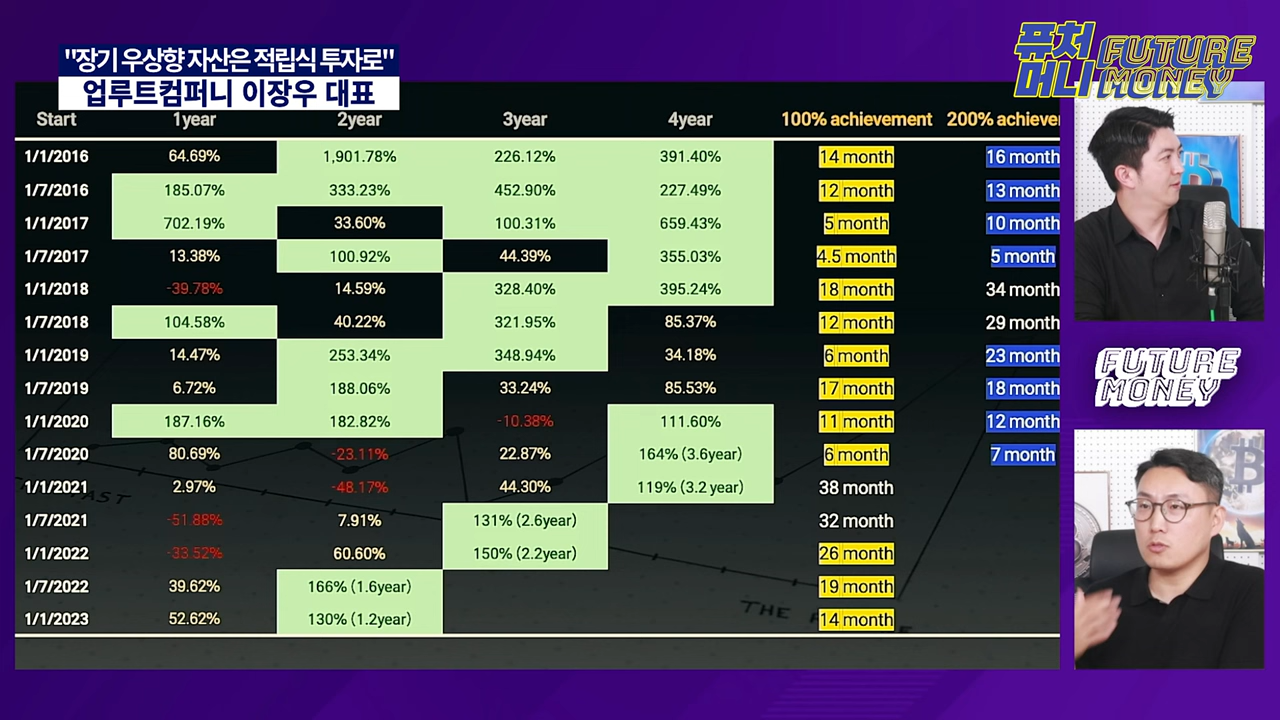 "장기 우상향 자산은 적립식 투자로"
업루트컴퍼니 이장우 대표
퓨처
머니
FUTURE
MONEY
Start 1year 2year 3year 4year 100% achievement 200% achiever
1/1/2016 64.69% 1,901.78% 226.12% 391.40% 14 month 16 month
1/7/2016 185.07% 333.23% 452.90% 227.49% 12 month 13 month
1/1/2017 702.19% 33.60% 100.31% 659.43% 5 month 10 month
1/7/2017 13.38% 100.92% 44.39% 355.03% 4.5 month 5 month
1/1/2018 -39.78% 14.59% 328.40% 395.24% 18 month 34 month
1/7/2018 104.58% 40.22% 321.95% 85.37% 12 month 29 month
1/1/2019 14.47% 253.34% 348.94% 34.18% 6 month 23 month
1/7/2019 6.72% 188.06% 33.24% 85.53% 17 month 18 month
1/1/2020 187.16% 182.82% -10.38% 111.60% 11 month 12 month
1/7/2020 80.69% -23.11% 22.87% 164% (3.6year) 6 month 7 month
1/1/2021 2.97% -48.17% 44.30% 119% (3.2 year) 38 month
1/7/2021 -51.88% 7.91% 131% (2.6year) 32 month
1/1/2022 -33.52% 60.60% 150% (2.2year) 26 month
1/7/2022 39.62% 166% (1.6year) 19 month
1/1/2023 52.62% 130% (1.2year) 14 month
THE
FUTURE
MONEY